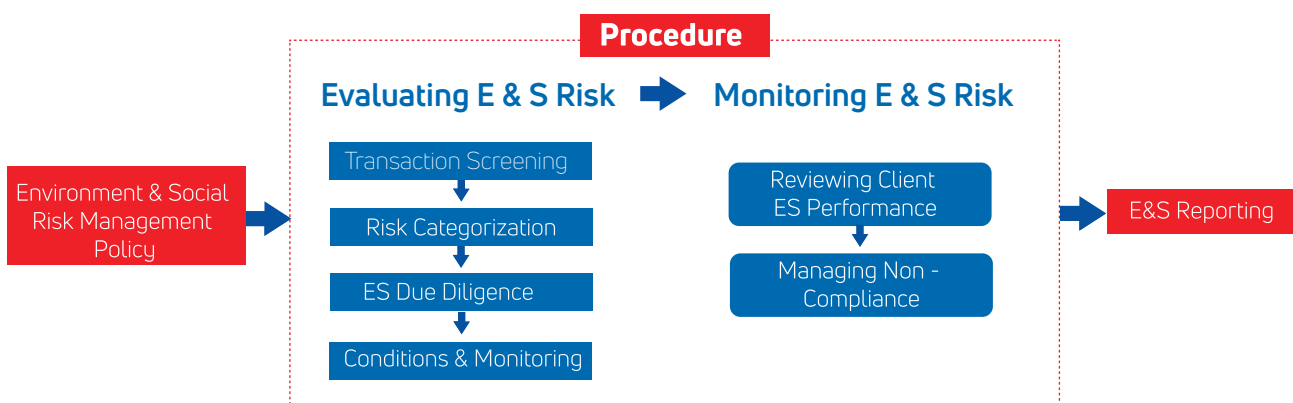 Procedure
Evaluating E & S Risk
Monitoring E & S Risk
Environment & Social
Risk Management
Policy
Transaction Screening
Risk Categorization
ES Due Diligence
Conditions & Monitoring
Reviewing Client
ES Performance
Managing Non -
Compliance
E&S Reporting